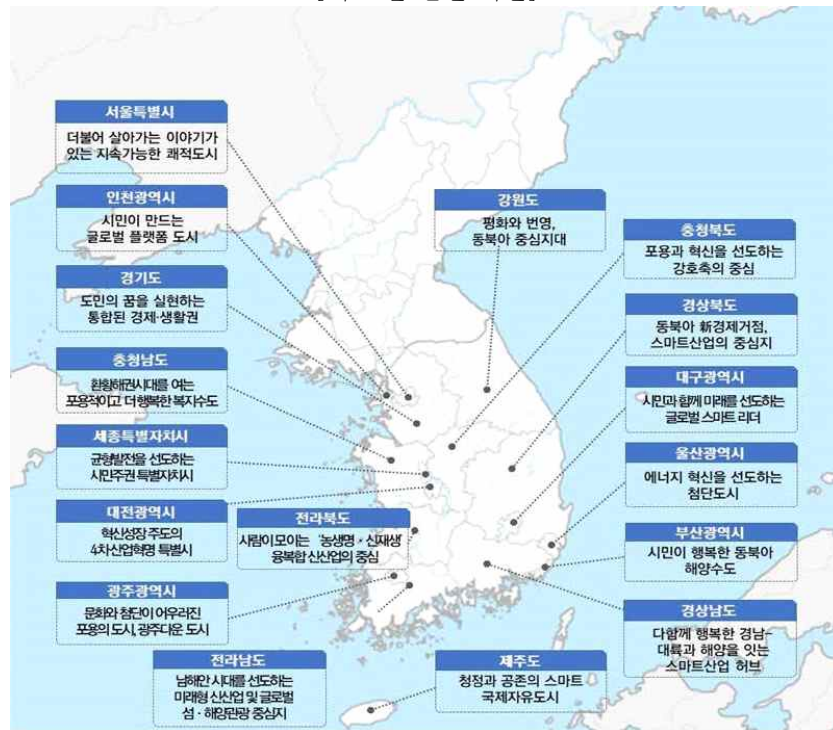 서울특별시
더불어 살아가는 이야기가
있는 지속가능한 쾌적도시
인천광역시
시민이 만드는
글로벌 플랫폼 도시
경기도
도민의 꿈을 실현하는
통합된 경제·생활권
충청남도
환황해권시대를 여는
포용적이고 더 행복한 복지수도
세종특별자치시
균형발전을 선도하는
시민주권 특별자치시
대전광역시
혁신성장 주도의
4차산업혁명 특별시
전라북도
사람이 모이는 ‘농생명·신재생’
융복합 신산업의 중심
광주광역시
문화와 첨단이 어우러진
포용의 도시, 광주다운 도시
전라남도
남해안 시대를 선도하는
미래형 신산업 및 글로벌
섬·해양관광 중심지
제주도
청정과 공존의 스마트
국제자유도시
강원도
평화와 번영,
동북아 중심지대
충청북도
포용과 혁신을 선도하는
강호축의 중심
경상북도
동북아 新경제거점,
스마트산업의 중심지
대구광역시
시민과 함께 미래를 선도하는
글로벌 스마트 리더
울산광역시
에너지 혁신을 선도하는
첨단도시
부산광역시
시민이 행복한 동북아
해양수도
경상남도
다함께 행복한 경남-
대륙과 해양을 잇는
스마트산업 허브